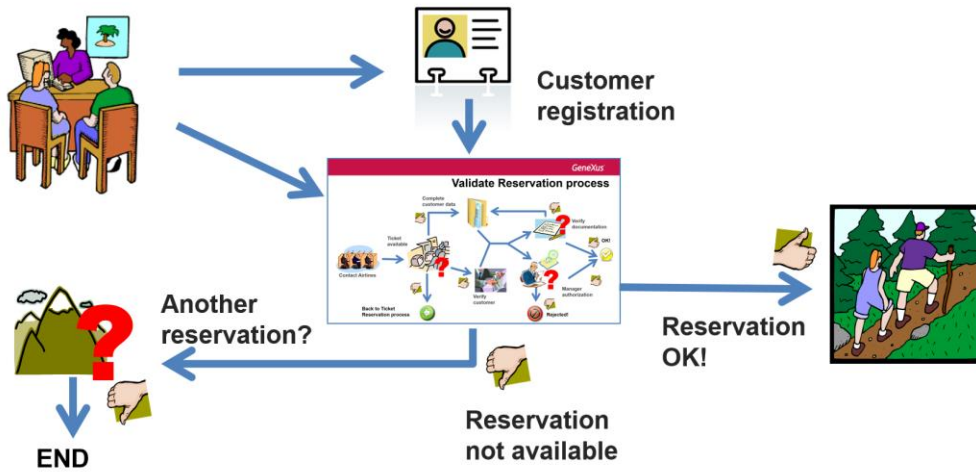 Customer
registration
GeneXus
Validate Reservation process
Complete
customer data
Verify
documentation
Ticket
available
OK!
Contact Airlines
Verify
customer
Manager
authorization
Back to Ticket
Reservation process
Rejected!
Another
reservation?
Reservation
OK!
Reservation
not available
END